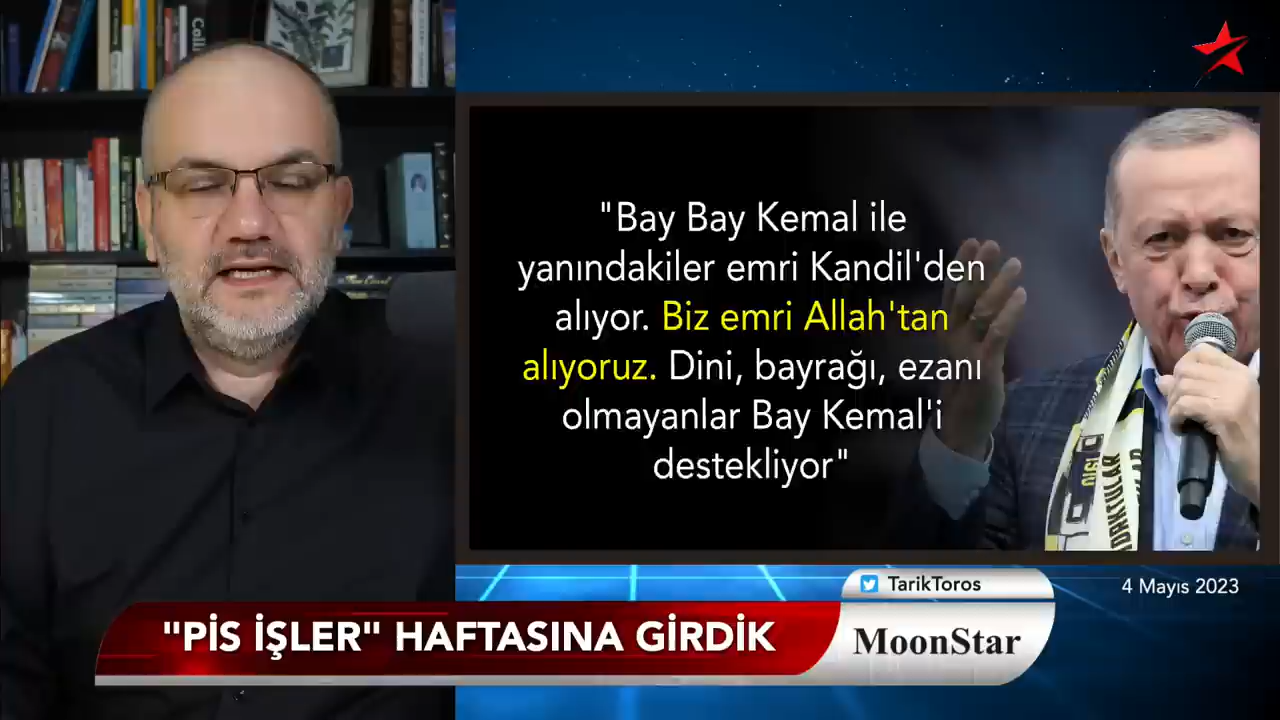 "Bay Bay Kemal ile
yanındakiler emri Kandil'den
alıyor. Biz emri Allah'tan
alıyoruz. Dini, bayrağı, ezanı
olmayanlar Bay Kemal'i
destekliyor"
TarikToros
4 Mayıs 2023
"PİS İŞLER" HAFTASINA GİRDİK
MoonStar